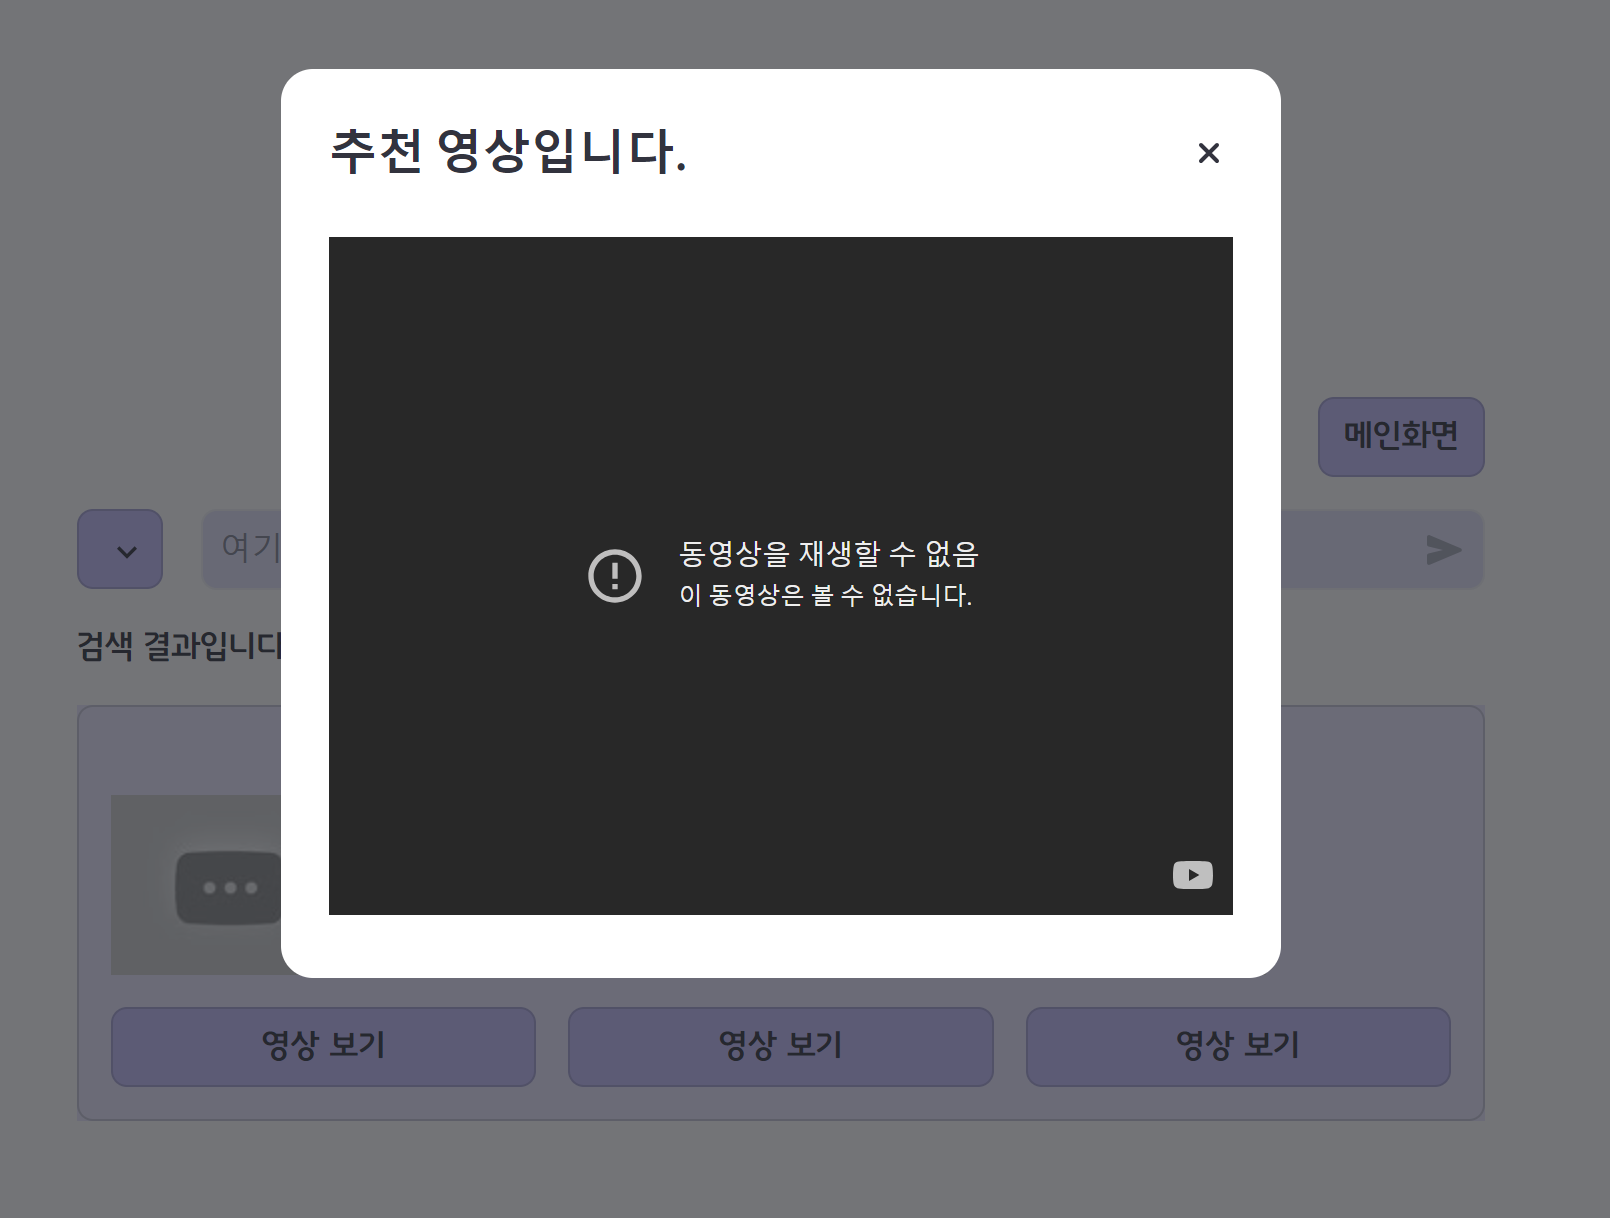 추천 영상입니다.
메인화면
여기
검색 결과입니다
동영상을 재생할 수 없음
이 동영상은 볼 수 없습니다.
영상 보기
영상 보기
영상 보기